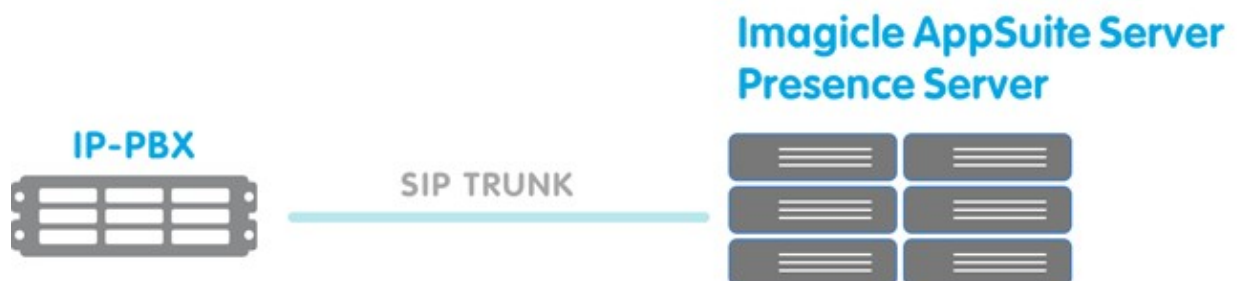 Imagicle AppSuite Server
Presence Server
IP-PBX
SIP TRUNK